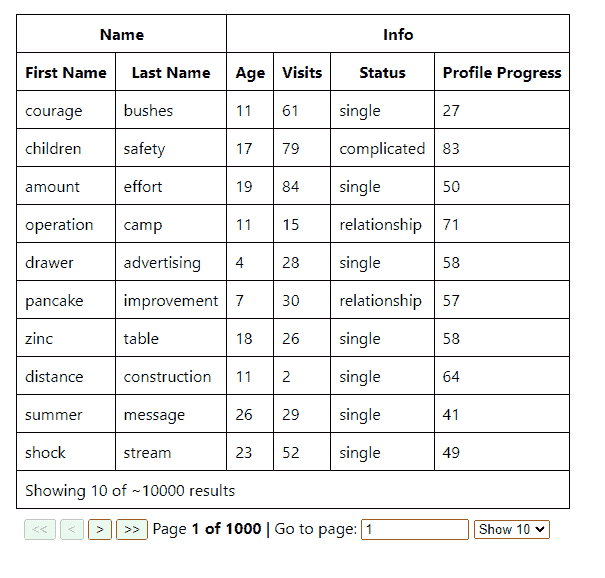 Name Info
First Name Last Name Age Visits Status Profile Progress
courage bushes 11 61 single 27
children safety 17 79 complicated 83
amount effort 19 84 single 50
operation camp 11 15 relationship 71
drawer advertising 4 28 single 58
pancake improvement 7 30 relationship 57
zinc table 18 26 single 58
distance construction 11 2 single 64
summer message 26 29 single 41
shock stream 23 52 single 49
Showing 10 of ~10000 results
<< < > >> Page 1 of 1000 | Go to page: 1 Show 10